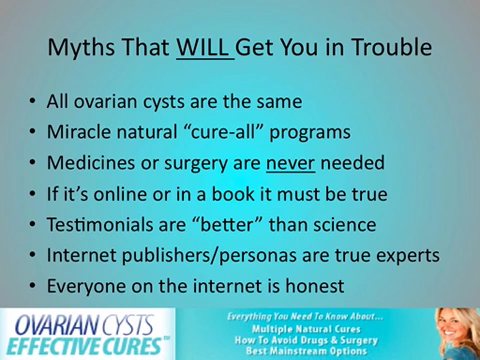 Myths That WILL Get You in Trouble
• All ovarian cysts are the same
• Miracle natural “cure-all” programs
• Medicines or surgery are never needed
• If it’s online or in a book it must be true
• Testimonials are “better” than science
• Internet publishers/personas are true experts
• Everyone on the internet is honest
OVARIAN CYSTS
EFFECTIVE CURES™
Everything You Need To Know About...
Multiple Natural Cures
How To Avoid Drugs & Surgery
Best Mainstream Options